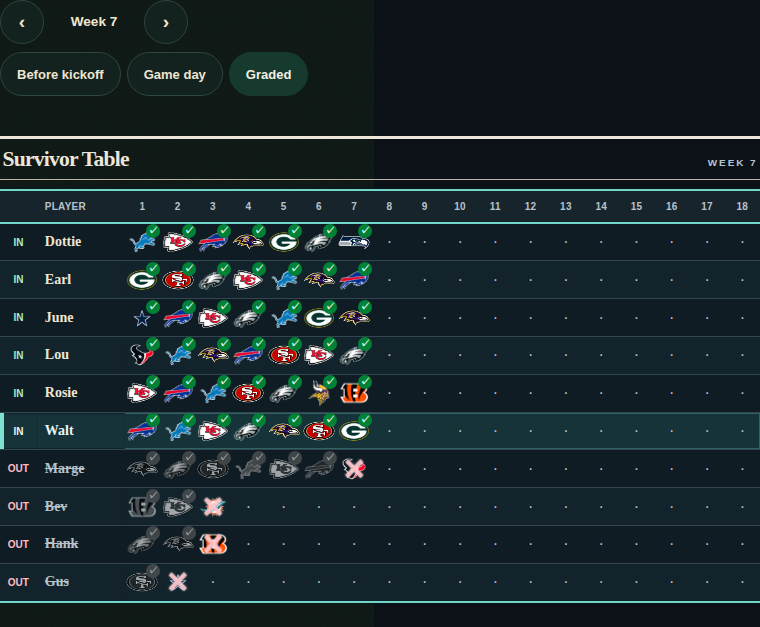 ‹ Week 7 ›
Before kickoff Game day Graded
Survivor Table WEEK 7
PLAYER 1 2 3 4 5 6 7 8 9 10 11 12 13 14 15 16 17 18
IN Dottie
IN Earl
IN June
IN Lou
IN Rosie
IN Walt
OUT Marge
OUT Bev
OUT Hank
OUT Gus